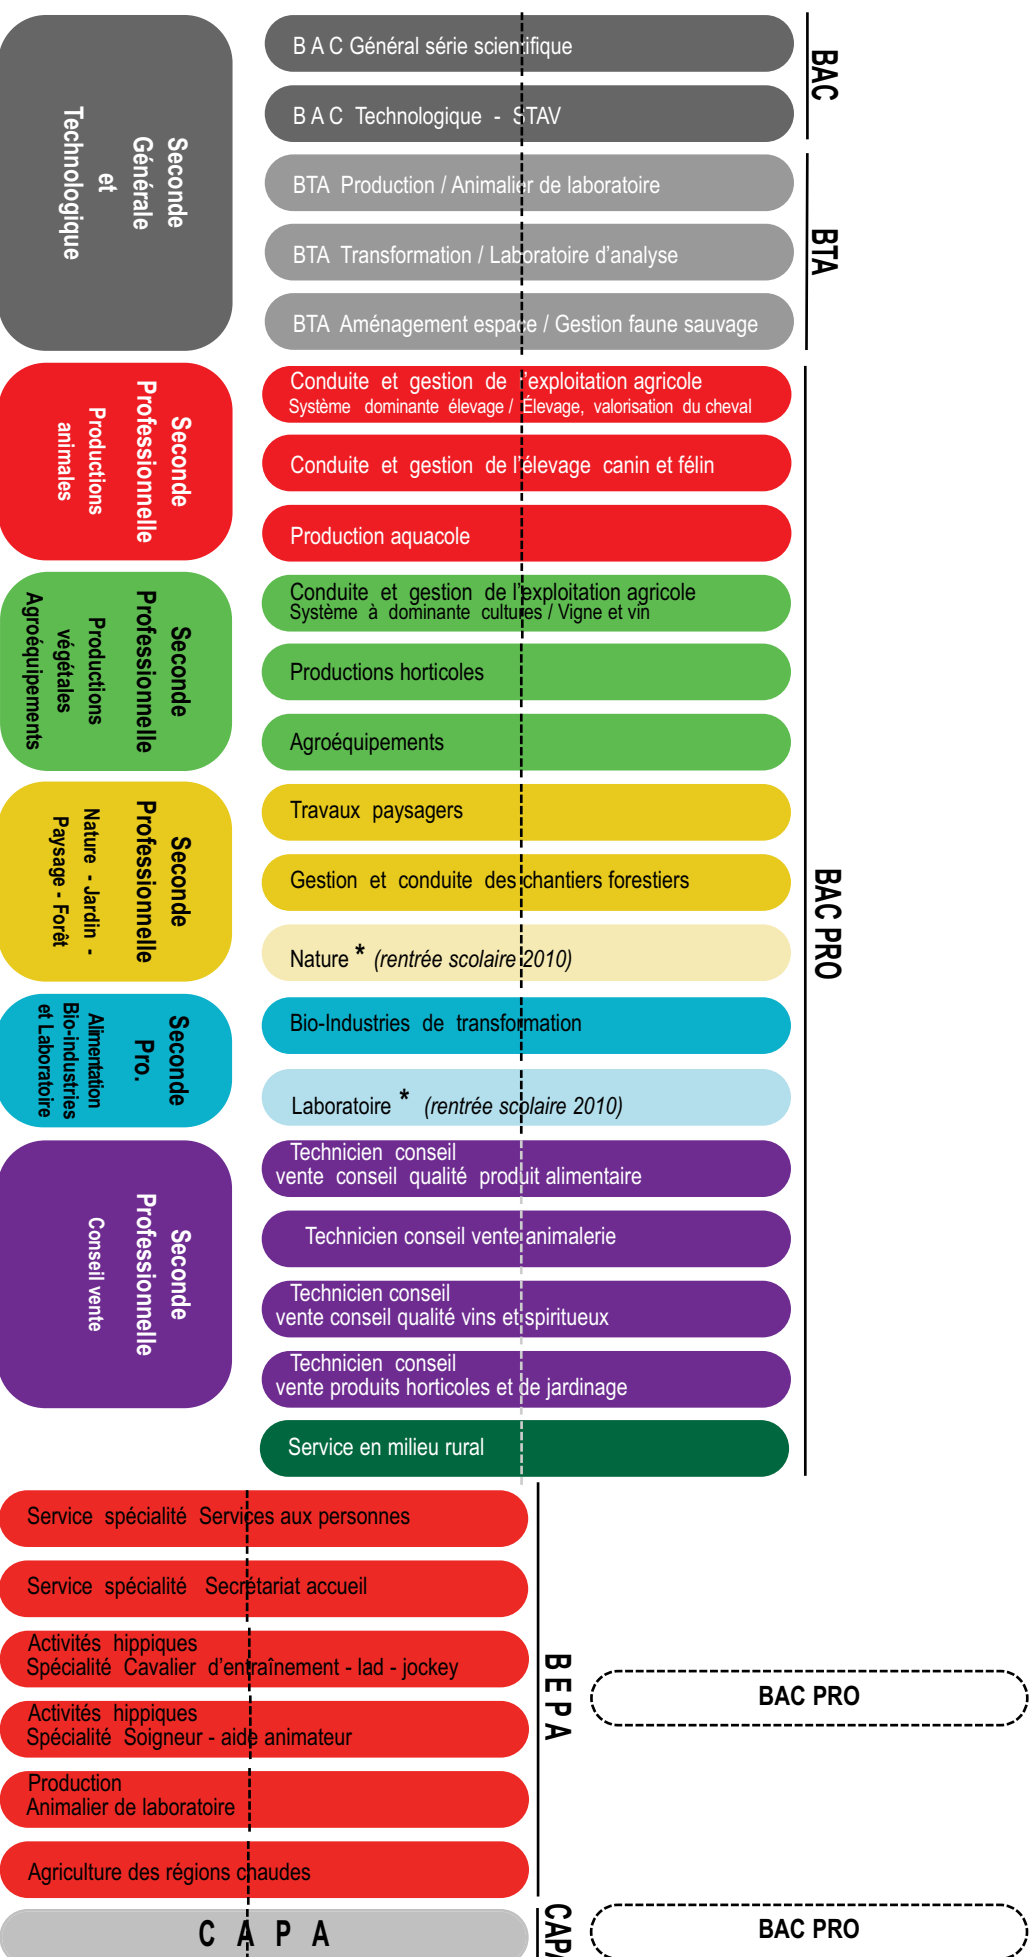 Seconde
Générale
et
Technologique
B A C Général série scientifique
B A C Technologique - STAV
BAC
BTA Production / Animalier de laboratoire
BTA Transformation / Laboratoire d'analyse
BTA Aménagement espace / Gestion faune sauvage
BTA
Seconde
Professionnelle
Productions
animales
Conduite et gestion de l'exploitation agricole
Système dominante élevage / Élevage, valorisation du cheval
Conduite et gestion de l'élevage canin et félin
Production aquacole
Seconde
Professionnelle
Productions
végétales
Agroéquipements
Conduite et gestion de l'exploitation agricole
Système à dominante cultures / Vigne et vin
Productions horticoles
Agroéquipements
Seconde
Professionnelle
Nature - Jardin -
Paysage - Forêt
Travaux paysagers
Gestion et conduite des chantiers forestiers
Nature * (rentrée scolaire 2010)
BAC PRO
Seconde
Pro.
Alimentation
Bio-industries
et Laboratoire
Bio-Industries de transformation
Laboratoire * (rentrée scolaire 2010)
Seconde
Professionnelle
Conseil vente
Technicien conseil
vente conseil qualité produit alimentaire
Technicien conseil vente animalerie
Technicien conseil
vente conseil qualité vins et spiritueux
Technicien conseil
vente produits horticoles et de jardinage
Service en milieu rural
Service spécialité Services aux personnes
Service spécialité Secrétariat accueil
Activités hippiques
Spécialité Cavalier d'entraînement - lad - jockey
Activités hippiques
Spécialité Soigneur - aide animateur
Production
Animalier de laboratoire
Agriculture des régions chaudes
B E P A
BAC PRO
C A P A
CAPA
BAC PRO